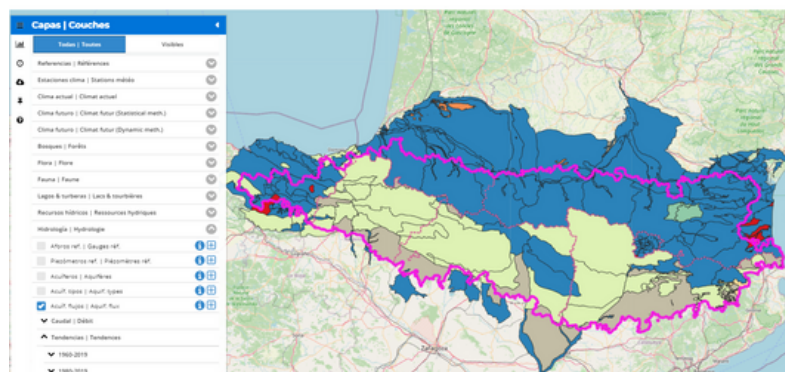 Capas | Couches
Todas | Toutes
Visibles
Referencias | Références
Estaciones clima | Stations météo
Clima actual | Climat actuel
Clima futuro | Climat futur (Statistical meth.)
Clima futuro | Climat futur (Dynamic meth.)
Bosques | Forêts
Flora | Flore
Fauna | Faune
Lagos & turberas | Lacs & tourbières
Recursos hídricos | Ressources hydriques
Hidrología | Hydrologie
Aforos ref. | Gauges réf.
Piezómetros ref. | Piézomètres réf.
Acuíferos | Aquifères
Acuíf. tipos | Aquif. types
Acuíf. flujos | Aquif. flux
Caudal | Débit
Tendencias | Tendences
1960-2019
Zaragoza